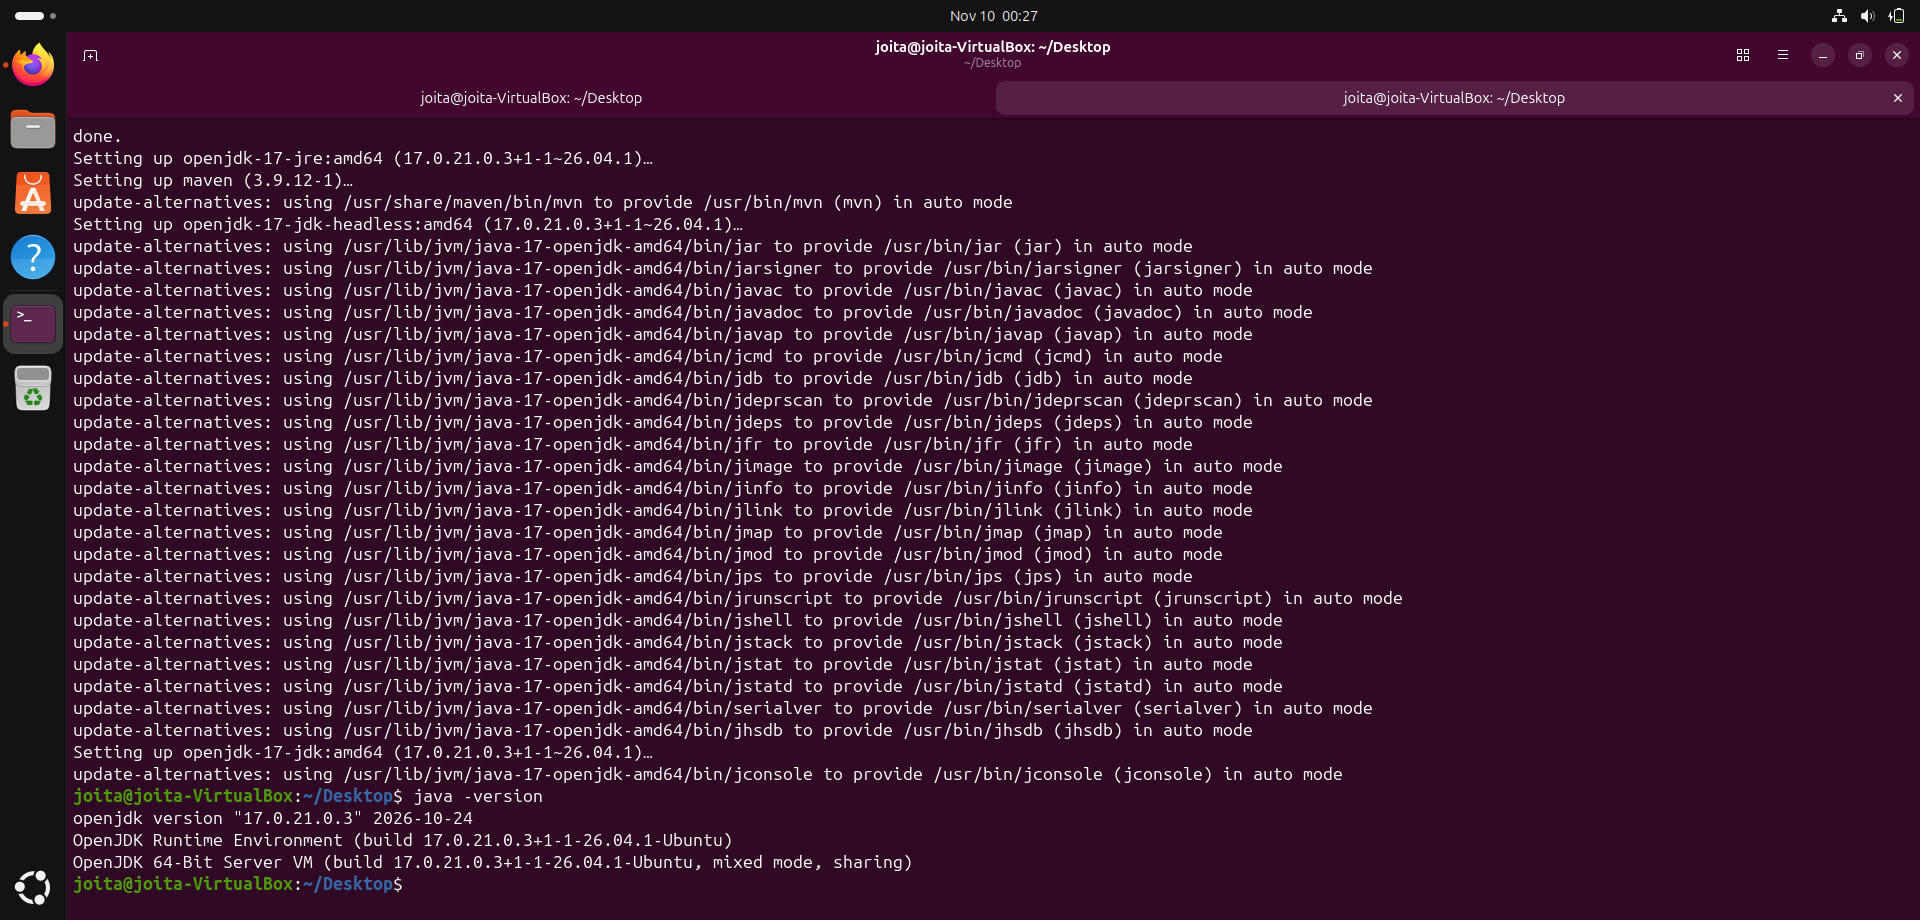 Nov 10 00:27
joita@joita-VirtualBox: ~/Desktop
~/Desktop
joita@joita-VirtualBox: ~/Desktop
joita@joita-VirtualBox: ~/Desktop
done.
Setting up openjdk-17-jre:amd64 (17.0.21.0.3+1-1~26.04.1)…
Setting up maven (3.9.12-1)…
update-alternatives: using /usr/share/maven/bin/mvn to provide /usr/bin/mvn (mvn) in auto mode
Setting up openjdk-17-jdk-headless:amd64 (17.0.21.0.3+1-1~26.04.1)…
update-alternatives: using /usr/lib/jvm/java-17-openjdk-amd64/bin/jar to provide /usr/bin/jar (jar) in auto mode
update-alternatives: using /usr/lib/jvm/java-17-openjdk-amd64/bin/jarsigner to provide /usr/bin/jarsigner (jarsigner) in auto mode
update-alternatives: using /usr/lib/jvm/java-17-openjdk-amd64/bin/javac to provide /usr/bin/javac (javac) in auto mode
update-alternatives: using /usr/lib/jvm/java-17-openjdk-amd64/bin/javadoc to provide /usr/bin/javadoc (javadoc) in auto mode
update-alternatives: using /usr/lib/jvm/java-17-openjdk-amd64/bin/javap to provide /usr/bin/javap (javap) in auto mode
update-alternatives: using /usr/lib/jvm/java-17-openjdk-amd64/bin/jcmd to provide /usr/bin/jcmd (jcmd) in auto mode
update-alternatives: using /usr/lib/jvm/java-17-openjdk-amd64/bin/jdb to provide /usr/bin/jdb (jdb) in auto mode
update-alternatives: using /usr/lib/jvm/java-17-openjdk-amd64/bin/jdeprscan to provide /usr/bin/jdeprscan (jdeprscan) in auto mode
update-alternatives: using /usr/lib/jvm/java-17-openjdk-amd64/bin/jdeps to provide /usr/bin/jdeps (jdeps) in auto mode
update-alternatives: using /usr/lib/jvm/java-17-openjdk-amd64/bin/jfr to provide /usr/bin/jfr (jfr) in auto mode
update-alternatives: using /usr/lib/jvm/java-17-openjdk-amd64/bin/jimage to provide /usr/bin/jimage (jimage) in auto mode
update-alternatives: using /usr/lib/jvm/java-17-openjdk-amd64/bin/jinfo to provide /usr/bin/jinfo (jinfo) in auto mode
update-alternatives: using /usr/lib/jvm/java-17-openjdk-amd64/bin/jlink to provide /usr/bin/jlink (jlink) in auto mode
update-alternatives: using /usr/lib/jvm/java-17-openjdk-amd64/bin/jmap to provide /usr/bin/jmap (jmap) in auto mode
update-alternatives: using /usr/lib/jvm/java-17-openjdk-amd64/bin/jmod to provide /usr/bin/jmod (jmod) in auto mode
update-alternatives: using /usr/lib/jvm/java-17-openjdk-amd64/bin/jps to provide /usr/bin/jps (jps) in auto mode
update-alternatives: using /usr/lib/jvm/java-17-openjdk-amd64/bin/jrunscript to provide /usr/bin/jrunscript (jrunscript) in auto mode
update-alternatives: using /usr/lib/jvm/java-17-openjdk-amd64/bin/jshell to provide /usr/bin/jshell (jshell) in auto mode
update-alternatives: using /usr/lib/jvm/java-17-openjdk-amd64/bin/jstack to provide /usr/bin/jstack (jstack) in auto mode
update-alternatives: using /usr/lib/jvm/java-17-openjdk-amd64/bin/jstat to provide /usr/bin/jstat (jstat) in auto mode
update-alternatives: using /usr/lib/jvm/java-17-openjdk-amd64/bin/jstatd to provide /usr/bin/jstatd (jstatd) in auto mode
update-alternatives: using /usr/lib/jvm/java-17-openjdk-amd64/bin/serialver to provide /usr/bin/serialver (serialver) in auto mode
update-alternatives: using /usr/lib/jvm/java-17-openjdk-amd64/bin/jhsdb to provide /usr/bin/jhsdb (jhsdb) in auto mode
Setting up openjdk-17-jdk:amd64 (17.0.21.0.3+1-1~26.04.1)…
update-alternatives: using /usr/lib/jvm/java-17-openjdk-amd64/bin/jconsole to provide /usr/bin/jconsole (jconsole) in auto mode
joita@joita-VirtualBox:~/Desktop$ java -version
openjdk version "17.0.21.0.3" 2026-10-24
OpenJDK Runtime Environment (build 17.0.21.0.3+1-1-26.04.1-Ubuntu)
OpenJDK 64-Bit Server VM (build 17.0.21.0.3+1-1-26.04.1-Ubuntu, mixed mode, sharing)
joita@joita-VirtualBox:~/Desktop$